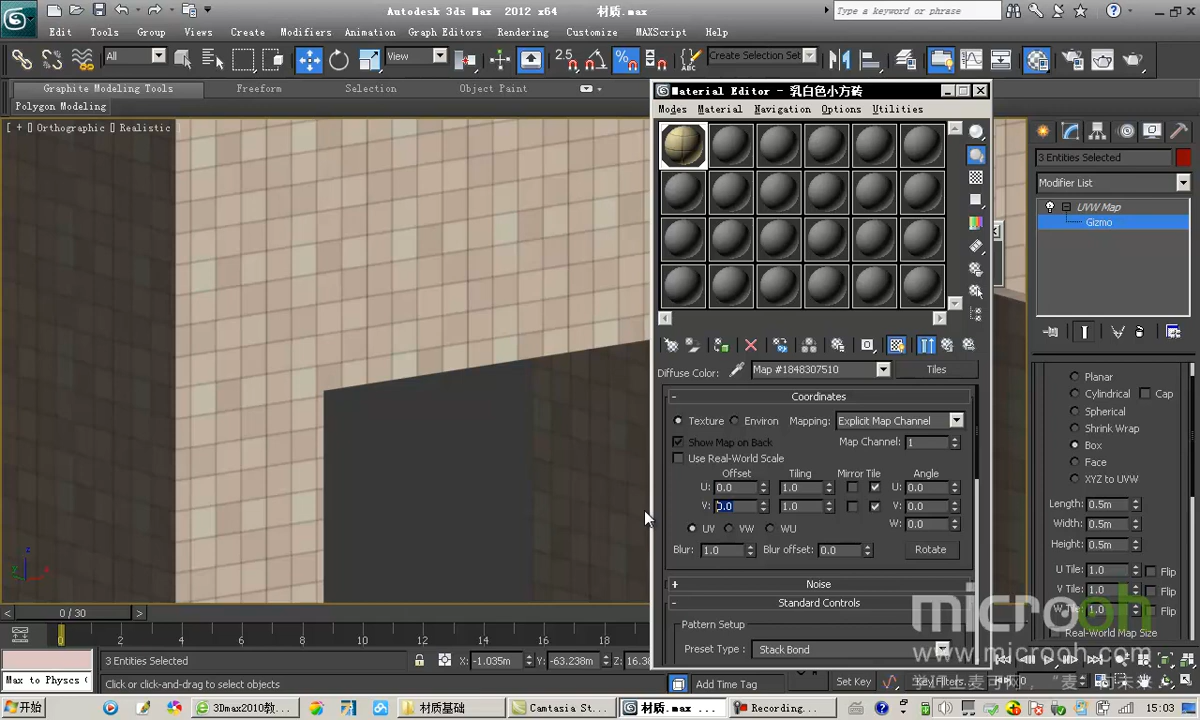 Autodesk 3ds Max 2012 x64 材质.max
Type a keyword or phrase
Edit Tools Group Views Create Modifiers Animation Graph Editors Rendering Customize MAXScript Help
All View 2.5 Create Selection Set
Graphite Modeling Tools Freeform Selection Object Paint
Polygon Modeling
[ + ] Orthographic ] Realistic ]
Material Editor - 乳白色小方砖
Modes Material Navigation Options Utilities
Diffuse Color: Map #1848307510 Tiles
- Coordinates
Texture Environ Mapping: Explicit Map Channel
Show Map on Back Map Channel: 1
Use Real-World Scale
Offset Tiling Mirror Tile Angle
U: 0.0 1.0 U: 0.0
V: 0.0 1.0 V: 0.0
W: 0.0
UV VW WU
Blur: 1.0 Blur offset: 0.0 Rotate
+ Noise
- Standard Controls
Pattern Setup
Preset Type : Stack Bond
3 Entities Selected
Modifier List
UVW Map
Gizmo
Planar
Cylindrical Cap
Spherical
Shrink Wrap
Box
Face
XYZ to UVW
Length: 0.5m
Width: 0.5m
Height: 0.5m
U Tile: 1.0 Flip
V Tile: 1.0 Flip
W Tile: 1.0 Flip
Real-World Map Size
microoh
www.microoh.com
< 0 / 30 >
0 2 4 6 8 10 12 14 16 18
3 Entities Selected X: -1.035m Y: -63.238m Z: 16.38
Max to Physcs ( Click or click-and-drag to select objects Add Time Tag Set Key Key Filters... 0
开始 3Dmax2010教... 材质基础 Camtasia St... 材质.max ... Recording... 15:03